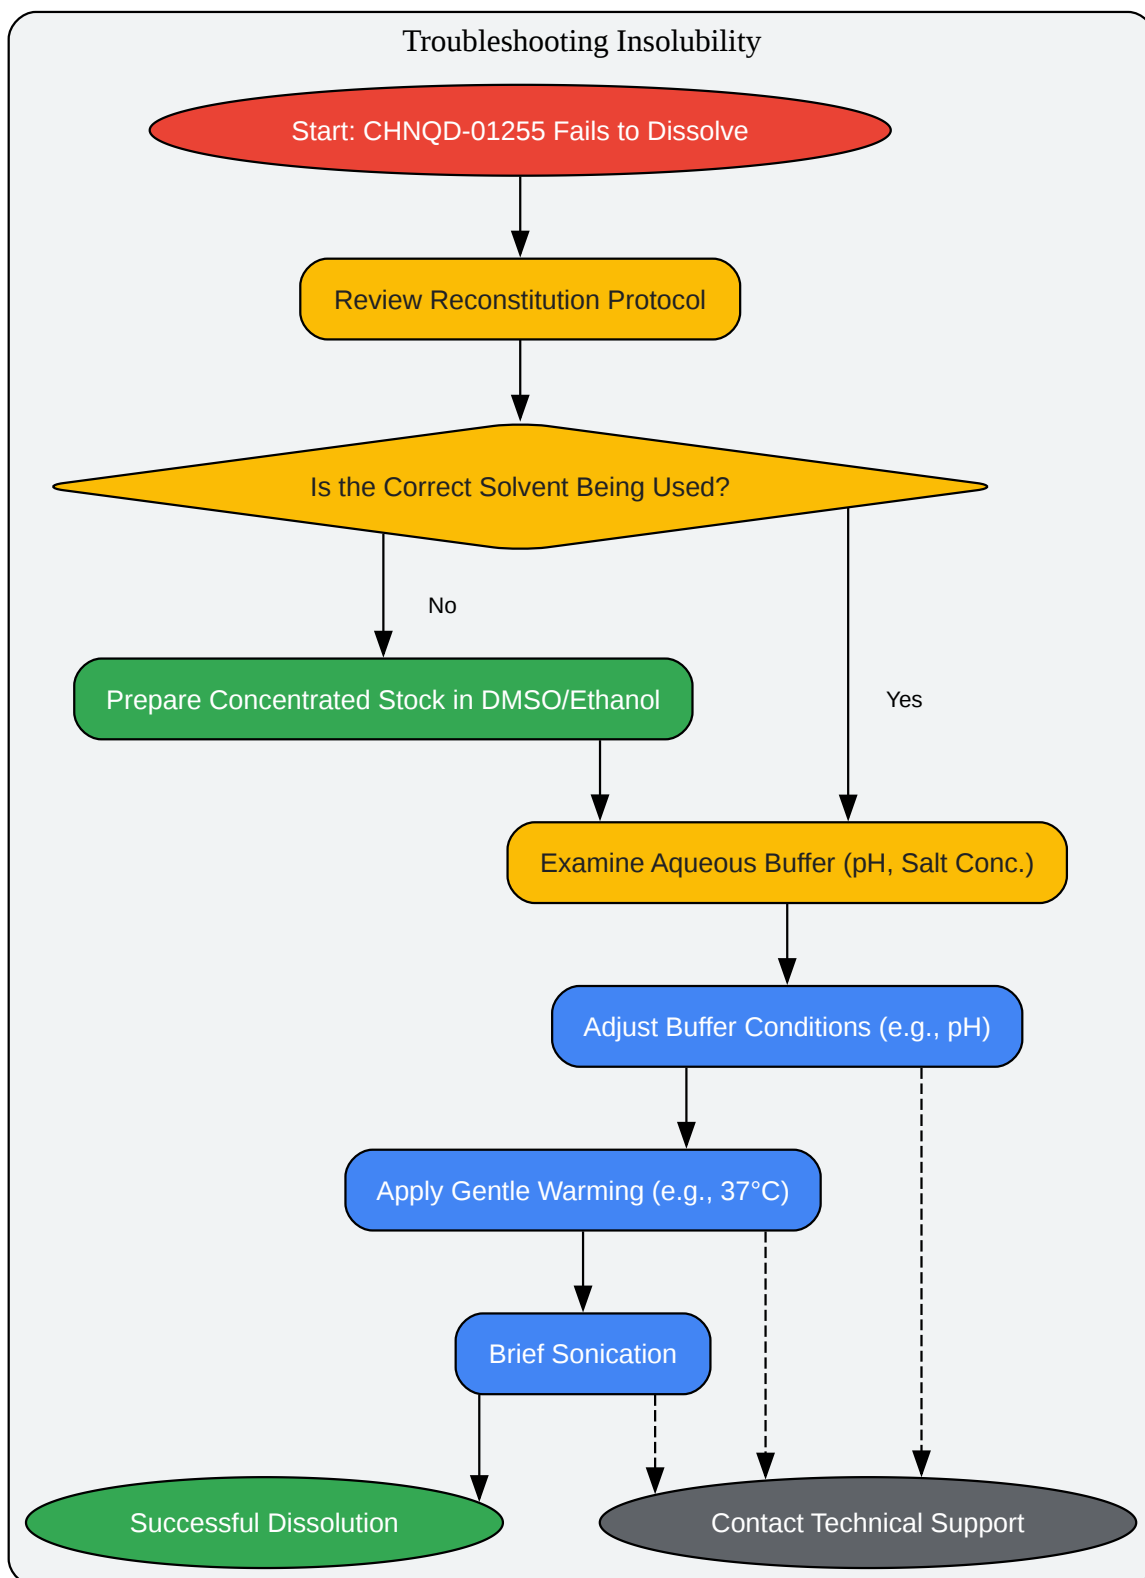 Troubleshooting Insolubility
Start: CHNQD-01255 Fails to Dissolve
Review Reconstitution Protocol
Is the Correct Solvent Being Used?
No
Prepare Concentrated Stock in DMSO/Ethanol
Yes
Examine Aqueous Buffer (pH, Salt Conc.)
Adjust Buffer Conditions (e.g., pH)
Apply Gentle Warming (e.g., 37°C)
Brief Sonication
Successful Dissolution
Contact Technical Support